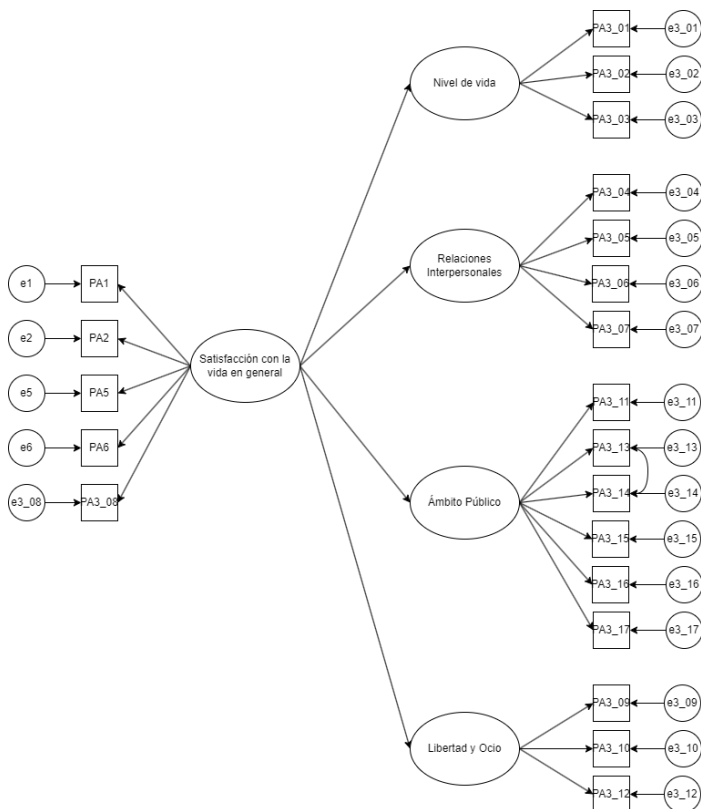 PA3_01
e3_01
Nivel de vida
PA3_02
e3_02
PA3_03
e3_03
PA3_04
e3_04
Relaciones
Interpersonales
PA3_05
e3_05
PA3_06
e3_06
PA3_07
e3_07
e1
PA1
e2
PA2
Satisfacción con la
vida en general
e5
PA5
e6
PA6
e3_08
PA3_08
PA3_11
e3_11
PA3_13
e3_13
Ámbito Público
PA3_14
e3_14
PA3_15
e3_15
PA3_16
e3_16
PA3_17
e3_17
PA3_09
e3_09
Libertad y Ocio
PA3_10
e3_10
PA3_12
e3_12